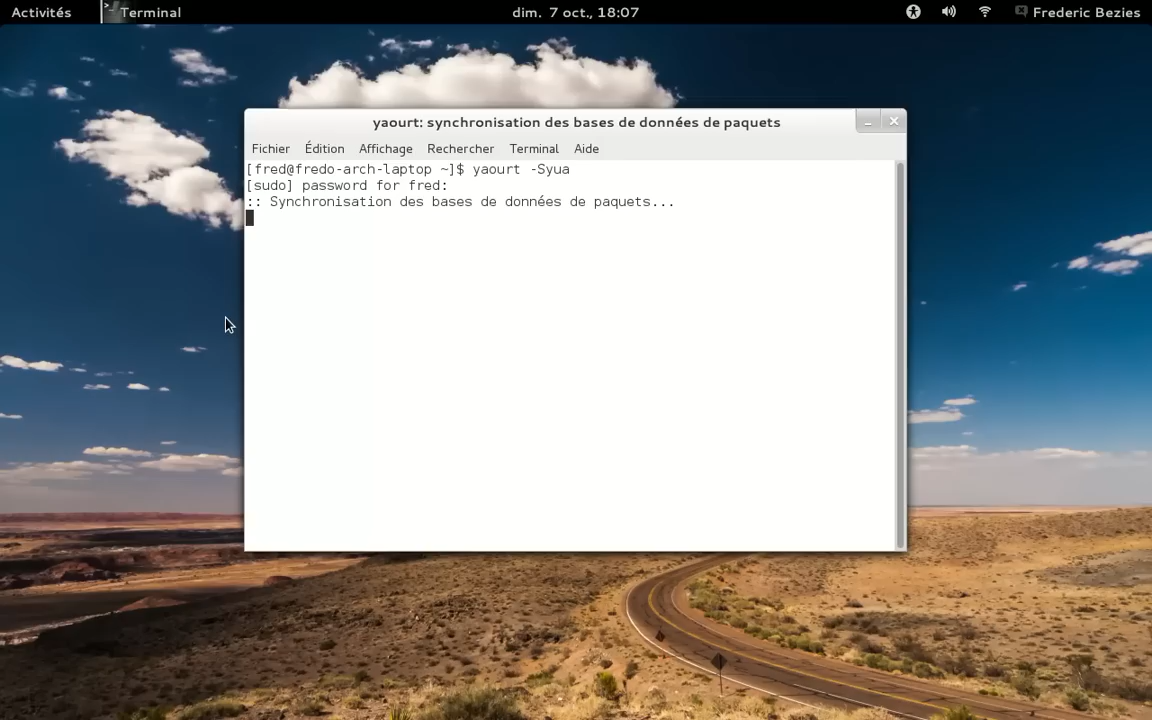 Activités Terminal dim. 7 oct., 18:07 Frederic Bezies
yaourt: synchronisation des bases de données de paquets
Fichier Édition Affichage Rechercher Terminal Aide
[fred@fredo-arch-laptop ~]$ yaourt -Syua
[sudo] password for fred:
:: Synchronisation des bases de données de paquets...